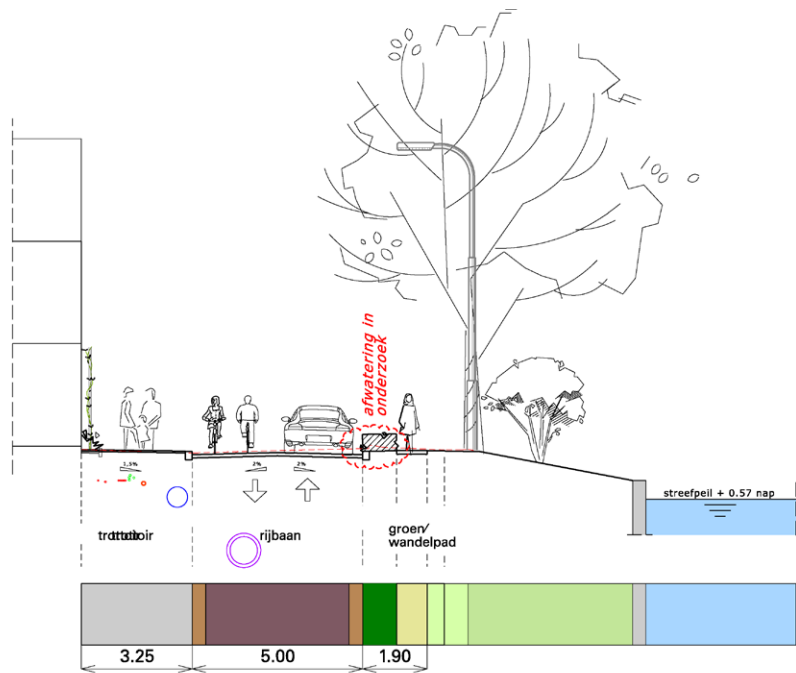 afwatering in
onderzoek
1,5%
2%
2%
streefpeil + 0.57 nap
trottoir
rijbaan
groen/
wandelpad
3.25
5.00
1.90